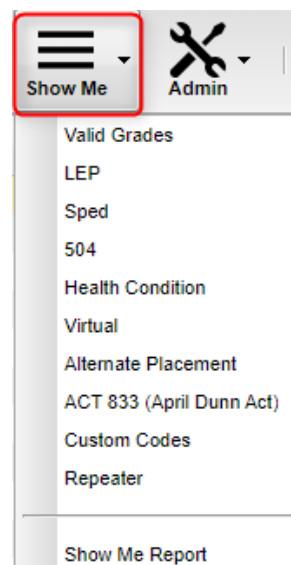 Show Me
Admin
Valid Grades
LEP
Sped
504
Health Condition
Virtual
Alternate Placement
ACT 833 (April Dunn Act)
Custom Codes
Repeater
Show Me Report